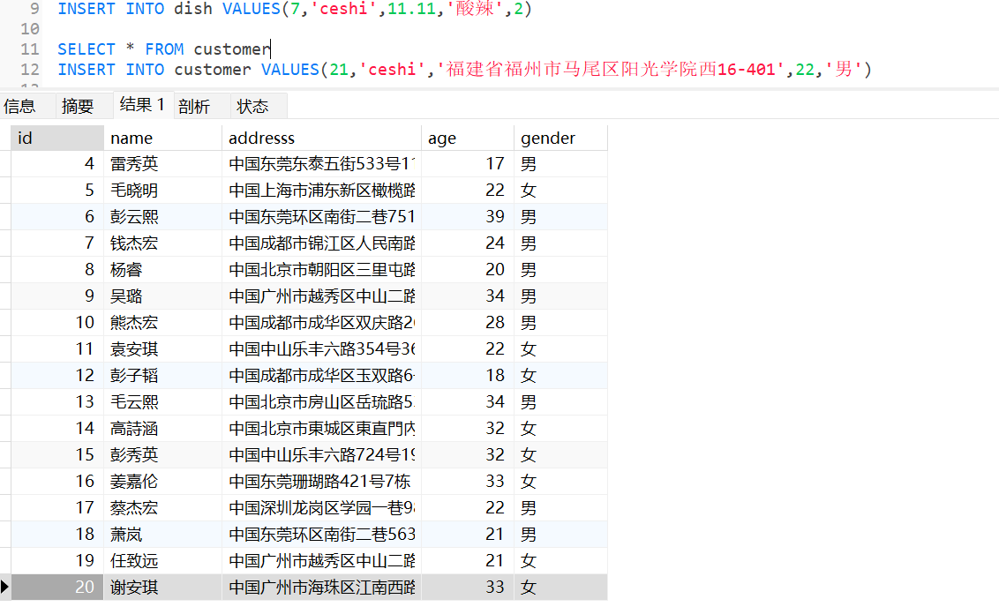 9 INSERT INTO dish VALUES(7,'ceshi',11.11,'酸辣',2)
10
11 SELECT * FROM customer
12 INSERT INTO customer VALUES(21,'ceshi','福建省福州市马尾区阳光学院西16-401',22,'男')
信息 摘要 结果 1 剖析 状态
id name addresss age gender
4 雷秀英 中国东莞东泰五街533号11 17 男
5 毛晓明 中国上海市浦东新区橄榄路 22 女
6 彭云熙 中国东莞环区南街二巷751 39 男
7 钱杰宏 中国成都市锦江区人民南路 24 男
8 杨睿 中国北京市朝阳区三里屯路 20 男
9 吴璐 中国广州市越秀区中山二路 34 男
10 熊杰宏 中国成都市成华区双庆路2 28 男
11 袁安琪 中国中山乐丰六路354号36 22 女
12 彭子韬 中国成都市成华区玉双路6 18 女
13 毛云熙 中国北京市房山区岳琉路5 34 男
14 高詩涵 中国北京市東城區東直門内 32 女
15 彭秀英 中国中山乐丰六路724号19 32 女
16 姜嘉伦 中国东莞珊瑚路421号7栋 33 女
17 蔡杰宏 中国深圳龙岗区学园一巷9 22 男
18 萧岚 中国东莞环区南街二巷563 21 男
19 任致远 中国广州市越秀区中山二路 21 女
20 谢安琪 中国广州市海珠区江南西路 33 女